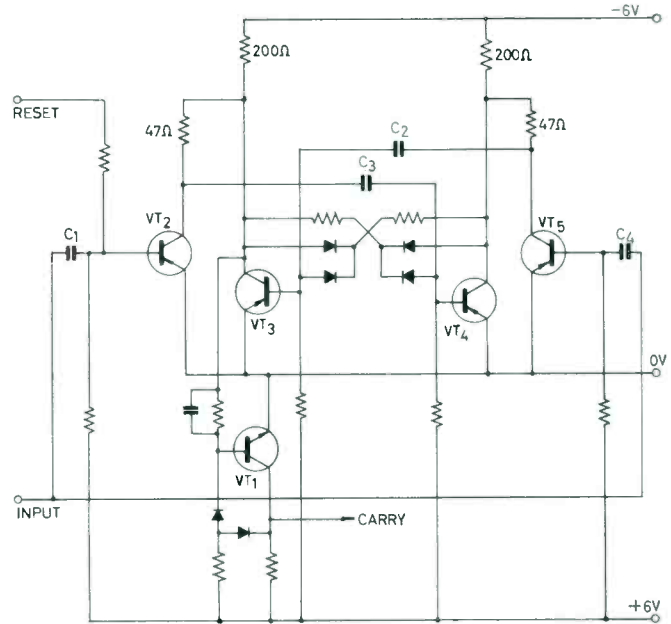 -6V
200Ω
200Ω
RESET
47Ω
47Ω
C2
C3
VT2
VT5
C1
C4
VT3
VT4
0V
VT1
INPUT
CARRY
+6V